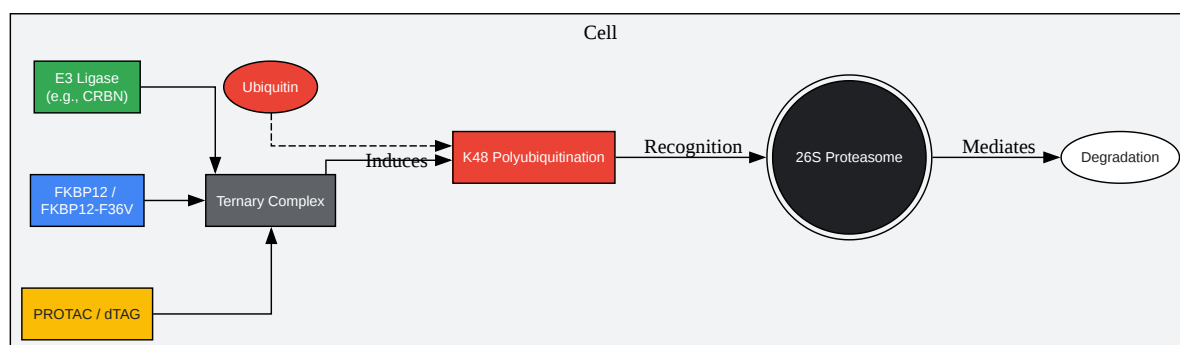 Cell
E3 Ligase
(e.g., CRBN)
Ubiquitin
Induces
K48 Polyubiquitination
Recognition
26S Proteasome
Mediates
Degradation
FKBP12 /
FKBP12-F36V
Ternary Complex
PROTAC / dTAG